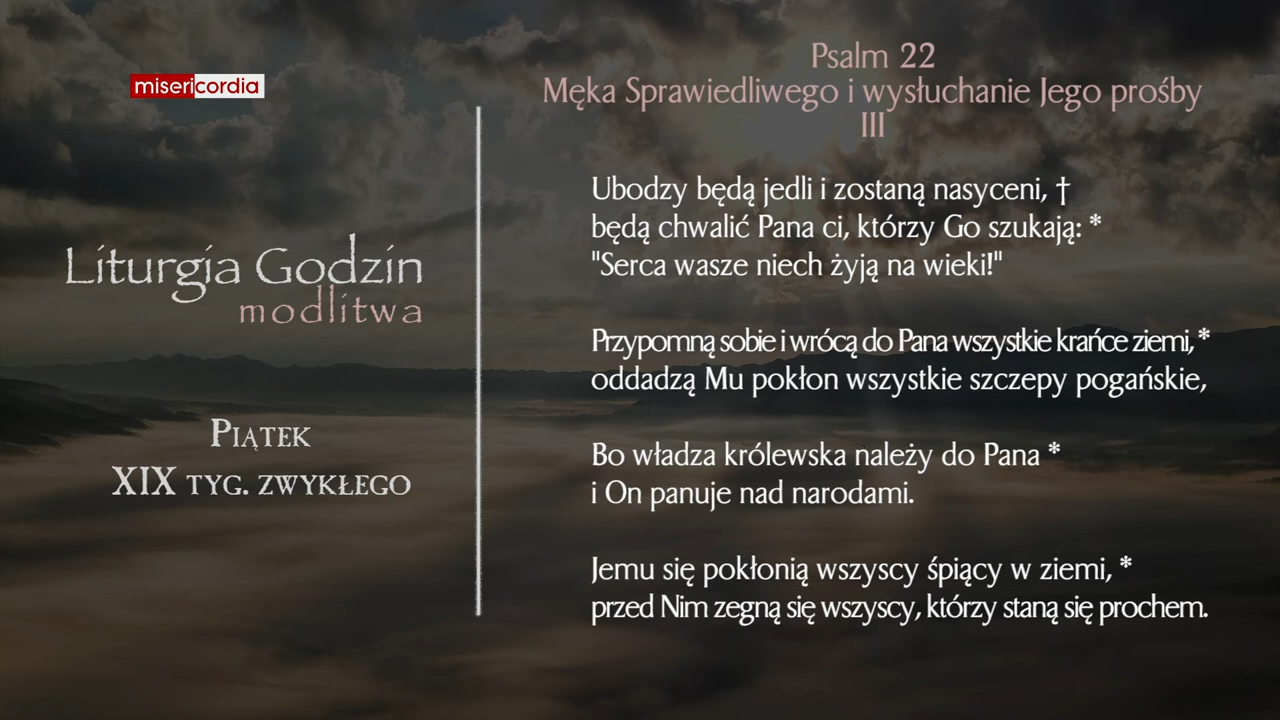 misericordia
Liturgia Godzin
modlitwa
Piątek
XIX tyg. zwykłego
Psalm 22
Męka Sprawiedliwego i wysłuchanie Jego prośby
III
Ubodzy będą jedli i zostaną nasyceni, †
będą chwalić Pana ci, którzy Go szukają: *
"Serca wasze niech żyją na wieki!"
Przypomną sobie i wrócą do Pana wszystkie krańce ziemi, *
oddadzą Mu pokłon wszystkie szczepy pogańskie,
Bo władza królewska należy do Pana *
i On panuje nad narodami.
Jemu się pokłonią wszyscy śpiący w ziemi, *
przed Nim zegną się wszyscy, którzy staną się prochem.